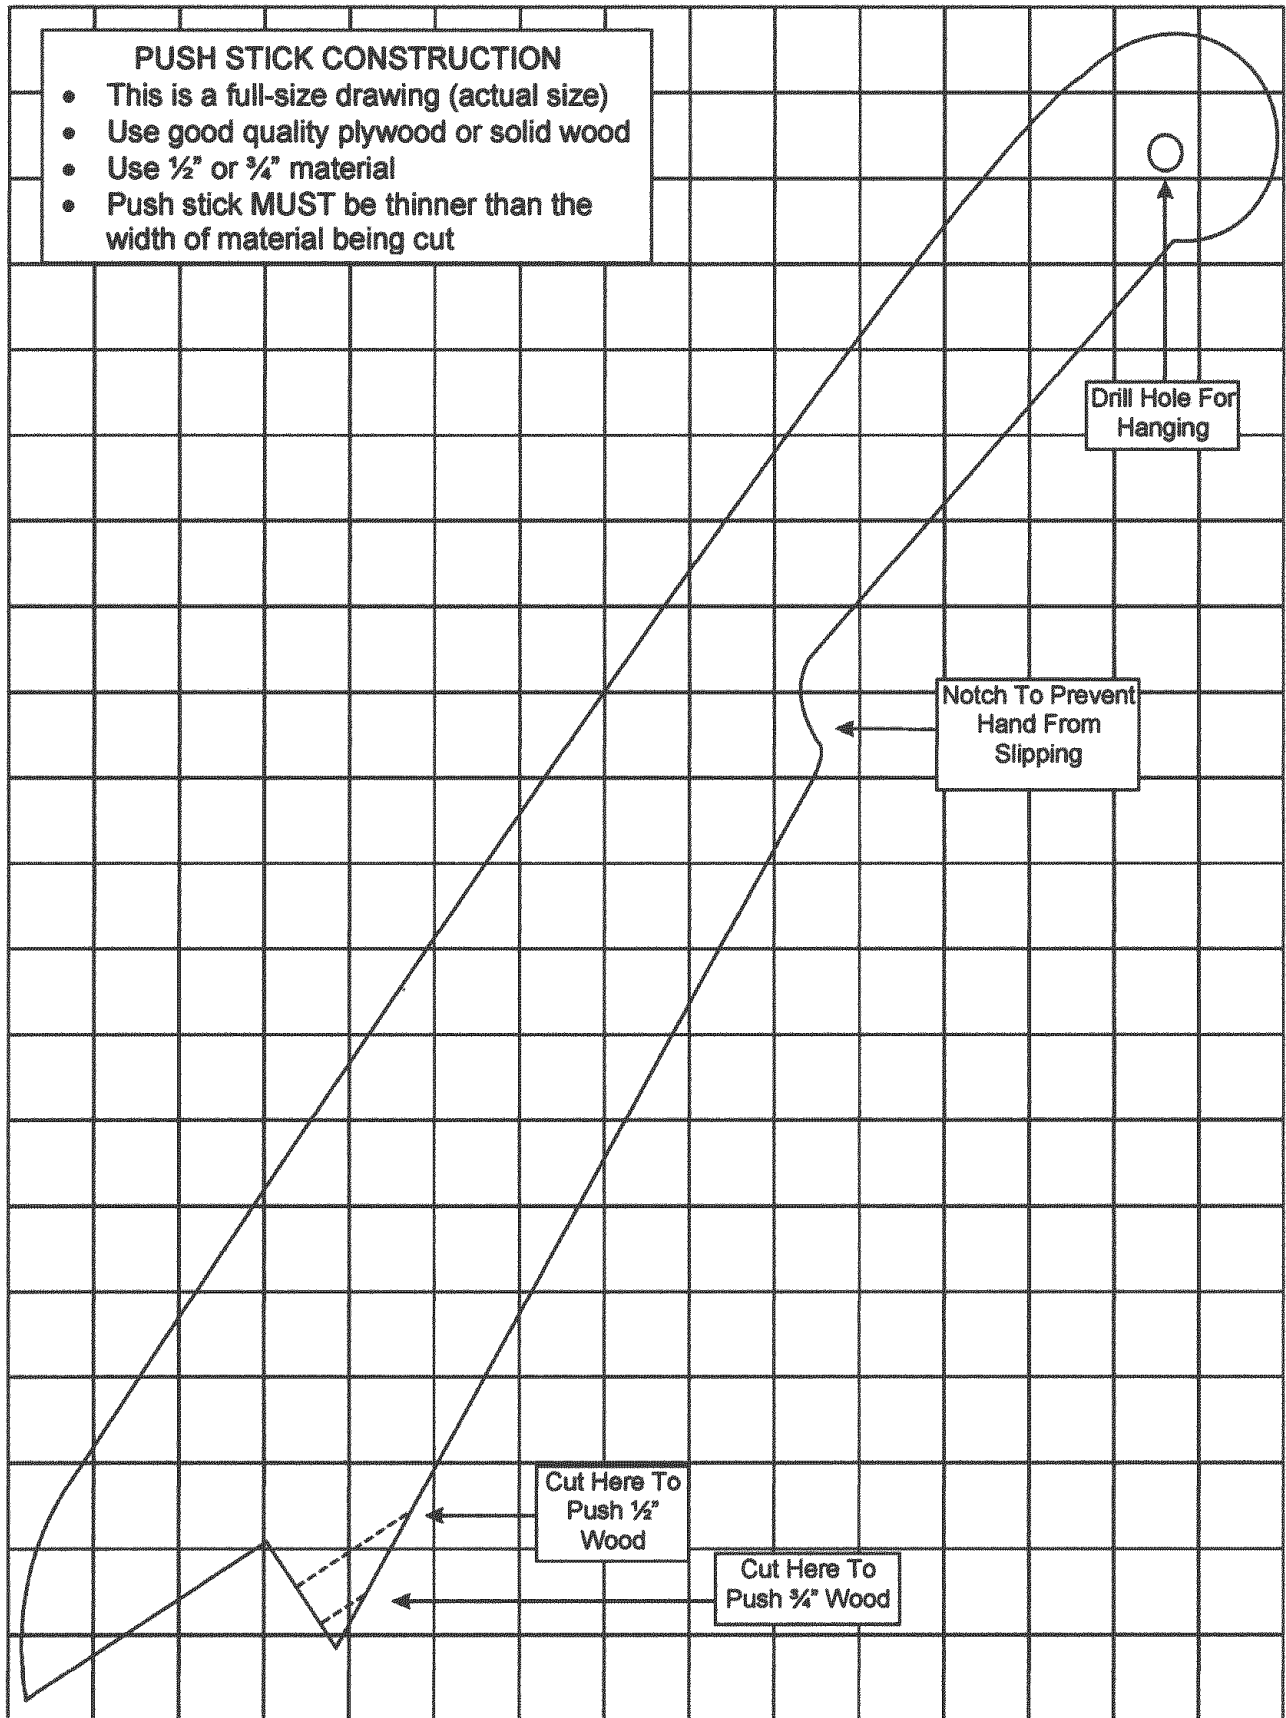 PUSH STICK CONSTRUCTION
• This is a full-size drawing (actual size)
• Use good quality plywood or solid wood
• Use ½” or ¾” material
• Push stick MUST be thinner than the
width of material being cut
Drill Hole For
Hanging
Notch To Prevent
Hand From
Slipping
Cut Here To
Push ½”
Wood
Cut Here To
Push ¾” Wood